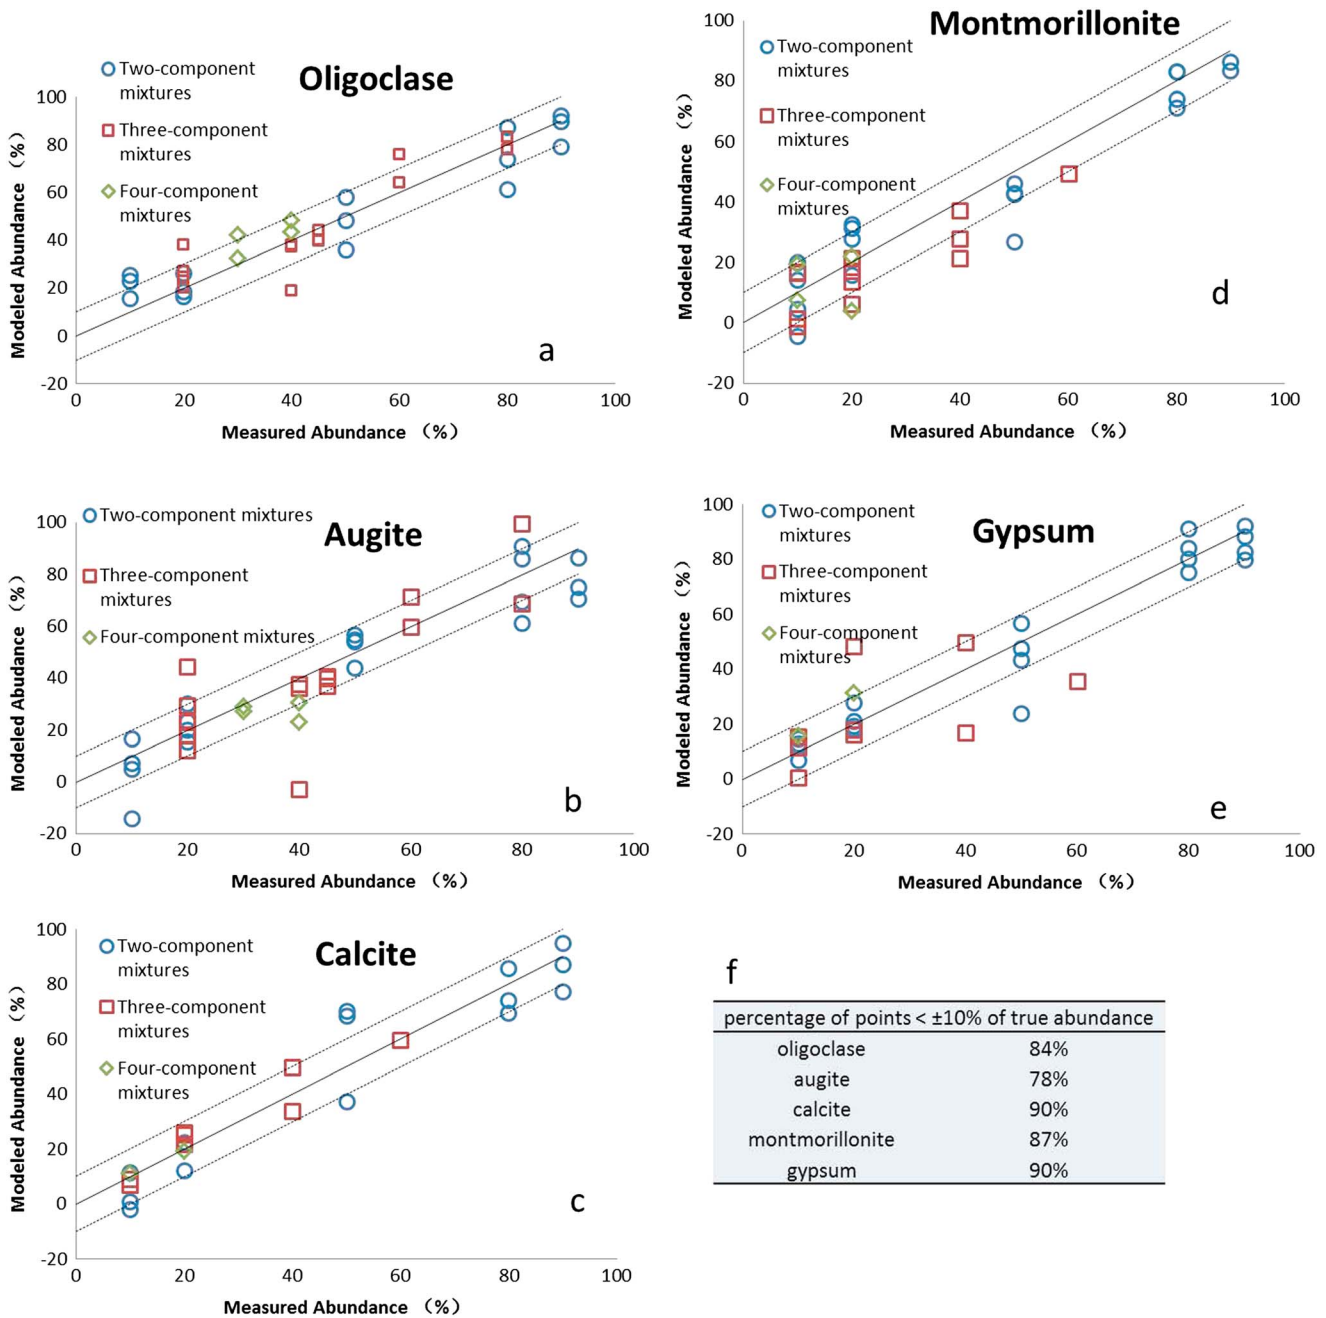 Oligoclase
Two-component
mixtures
Three-component
mixtures
Four-component
mixtures
100
80
60
40
20
0
-20
0 20 40 60 80 100
Modeled Abundance （%）
Measured Abundance （%）
a
Montmorillonite
Two-component
mixtures
Three-component
mixtures
Four-component
mixtures
100
80
60
40
20
0
-20
0 20 40 60 80 100
Modeled Abundance （%）
Measured Abundance （%）
d
Augite
Two-component mixtures
Three-component
mixtures
Four-component mixtures
100
80
60
40
20
0
-20
0 20 40 60 80 100
Modeled Abudance （%）
Measured Abundance （%）
b
Gypsum
Two-component
mixtures
Three-component
mixtures
Four-component
mixtures
100
80
60
40
20
0
-20
0 20 40 60 80 100
Modeled Abundance （%）
Measured Abundance （%）
e
Calcite
Two-component
mixtures
Three-component
mixtures
Four-component
mixtures
100
80
60
40
20
0
-20
0 20 40 60 80 100
Modeled Abundance （%）
Measured Abundance （%）
c
f
percentage of points < ±10% of true abundance
oligoclase 84%
augite 78%
calcite 90%
montmorillonite 87%
gypsum 90%